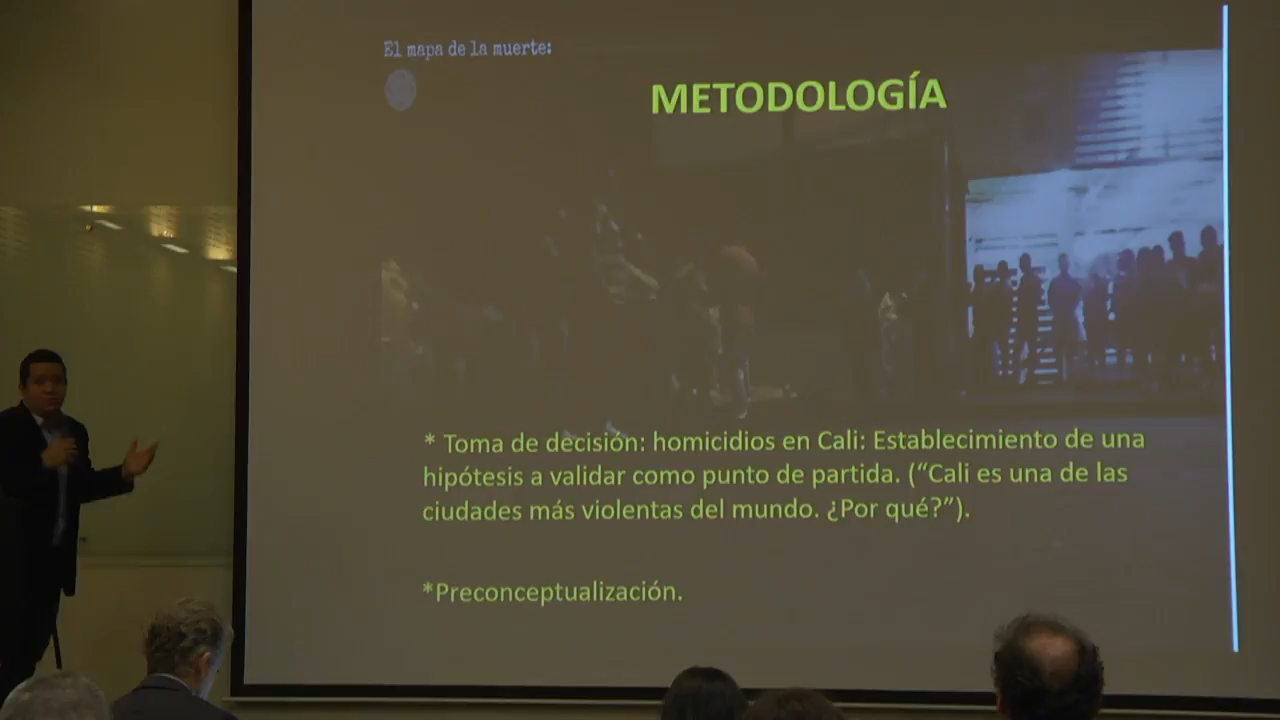 El mapa de la muerte:
METODOLOGÍA
* Toma de decisión: homicidios en Cali: Establecimiento de una
hipótesis a validar como punto de partida. (“Cali es una de las
ciudades más violentas del mundo. ¿Por qué?”).
*Preconceptualización.